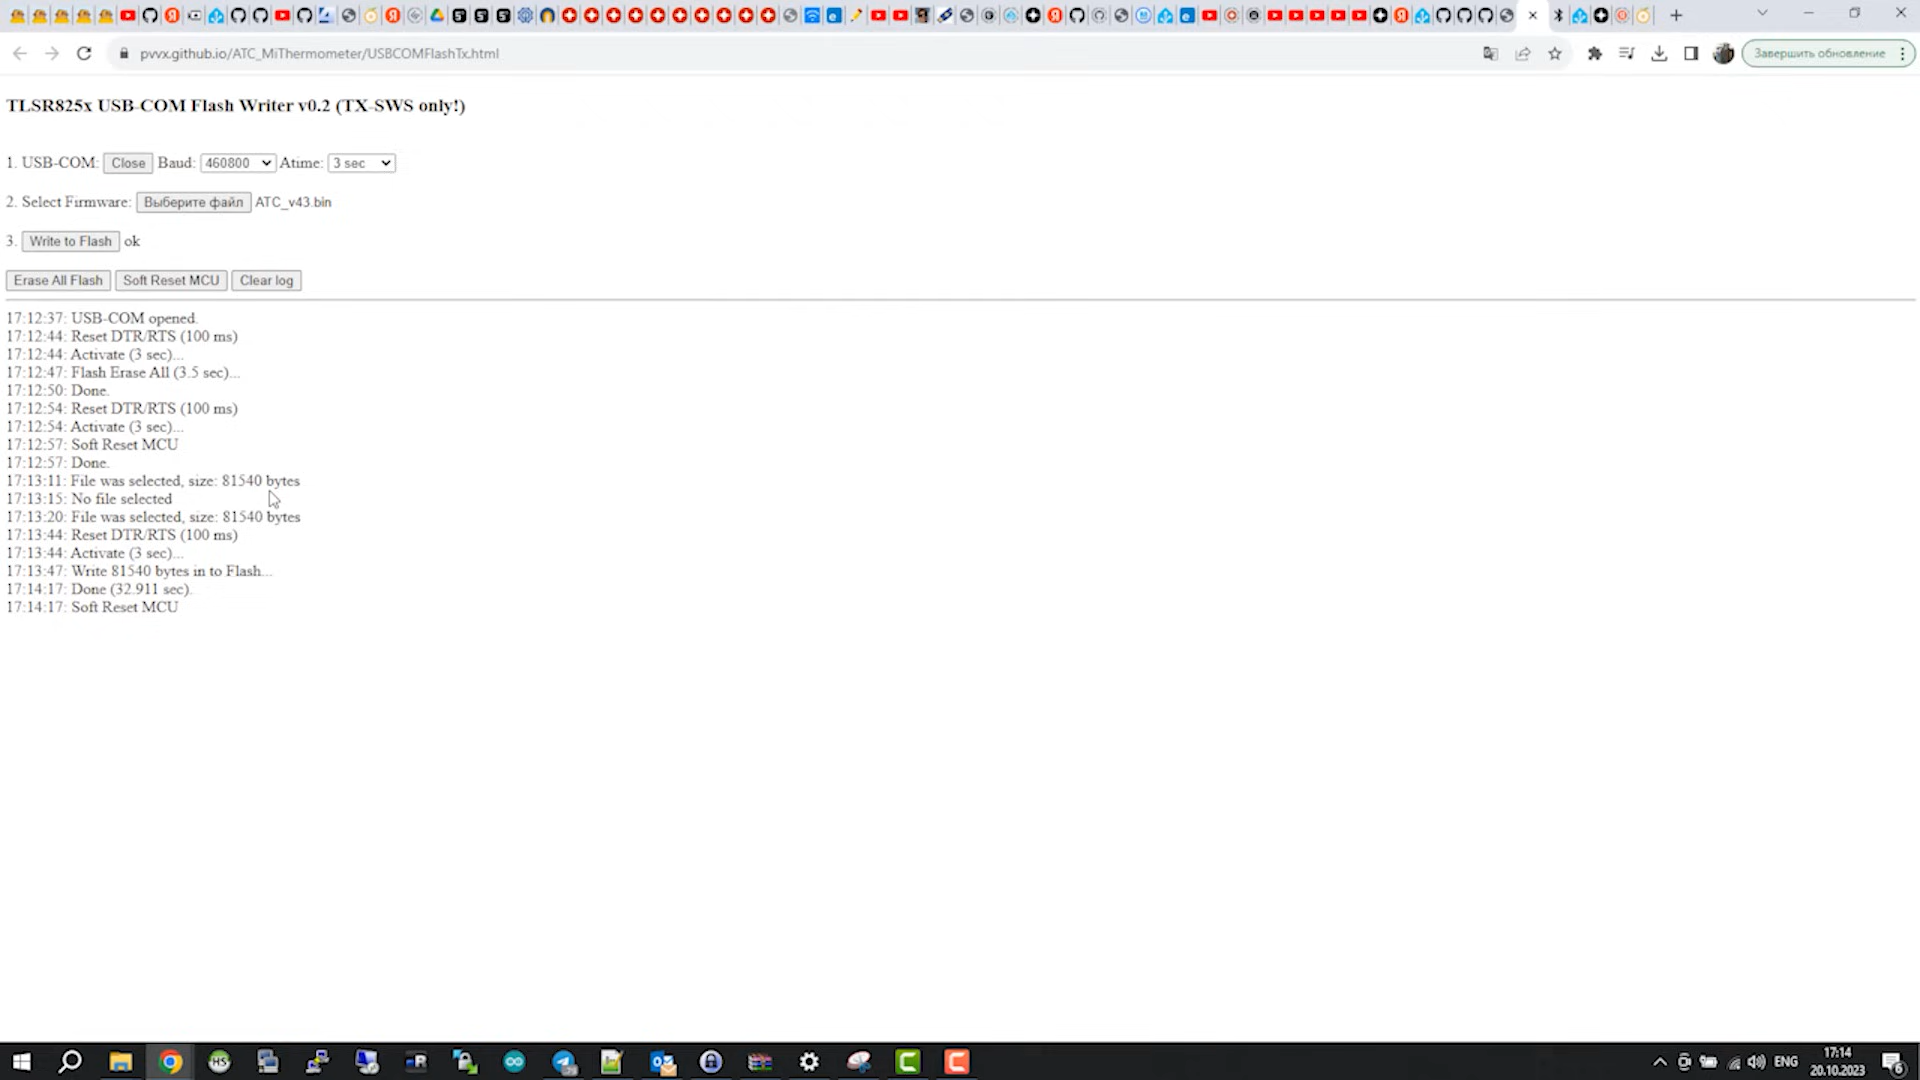 pvvx.github.io/ATC_MiThermometer/USBCOMFlashTx.html
Завершить обновление
TLSR825x USB-COM Flash Writer v0.2 (TX-SWS only!)
1. USB-COM: Close Baud: 460800 Atime: 3 sec
2. Select Firmware: Выберите файл ATC_v43.bin
3. Write to Flash ok
Erase All Flash Soft Reset MCU Clear log
17:12:37: USB-COM opened.
17:12:44: Reset DTR/RTS (100 ms)
17:12:44: Activate (3 sec)...
17:12:47: Flash Erase All (3.5 sec)...
17:12:50: Done.
17:12:54: Reset DTR/RTS (100 ms)
17:12:54: Activate (3 sec)...
17:12:57: Soft Reset MCU
17:12:57: Done.
17:13:11: File was selected, size: 81540 bytes
17:13:15: No file selected
17:13:20: File was selected, size: 81540 bytes
17:13:44: Reset DTR/RTS (100 ms)
17:13:44: Activate (3 sec)...
17:13:47: Write 81540 bytes in to Flash...
17:14:17: Done (32.911 sec).
17:14:17: Soft Reset MCU
ENG
17:14
20.10.2023
6